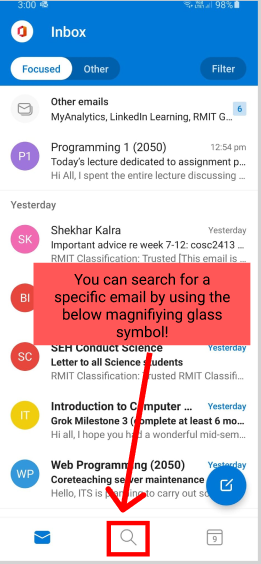 3:00 98%
Inbox
Focused Other Filter
Other emails
MyAnalytics, LinkedIn Learning, RMIT G... 6
P1 Programming 1 (2050) 12:54 pm
Today's lecture dedicated to assignment p...
Hi All, I spent the entire lecture discussing ...
Yesterday
SK Shekhar Kalra Yesterday
Important advice re week 7-12: cosc2413 ...
RMIT Classification: Trusted [This email is ...
You can search for a
specific email by using the
BI below magnifiying glass
symbol!
SEH Conduct Science Yesterday
SC Letter to all Science students
RMIT Classification: Trusted RMIT Classifi...
Introduction to Computer ... Yesterday
IT Grok Milestone 3 (complete at least 6 mo...
Hi all, I hope you had a wonderful mid-sem...
Web Programming (2050) Yesterday
WP Coreteaching server maintenance
Hello, ITS is planning to carry out
9